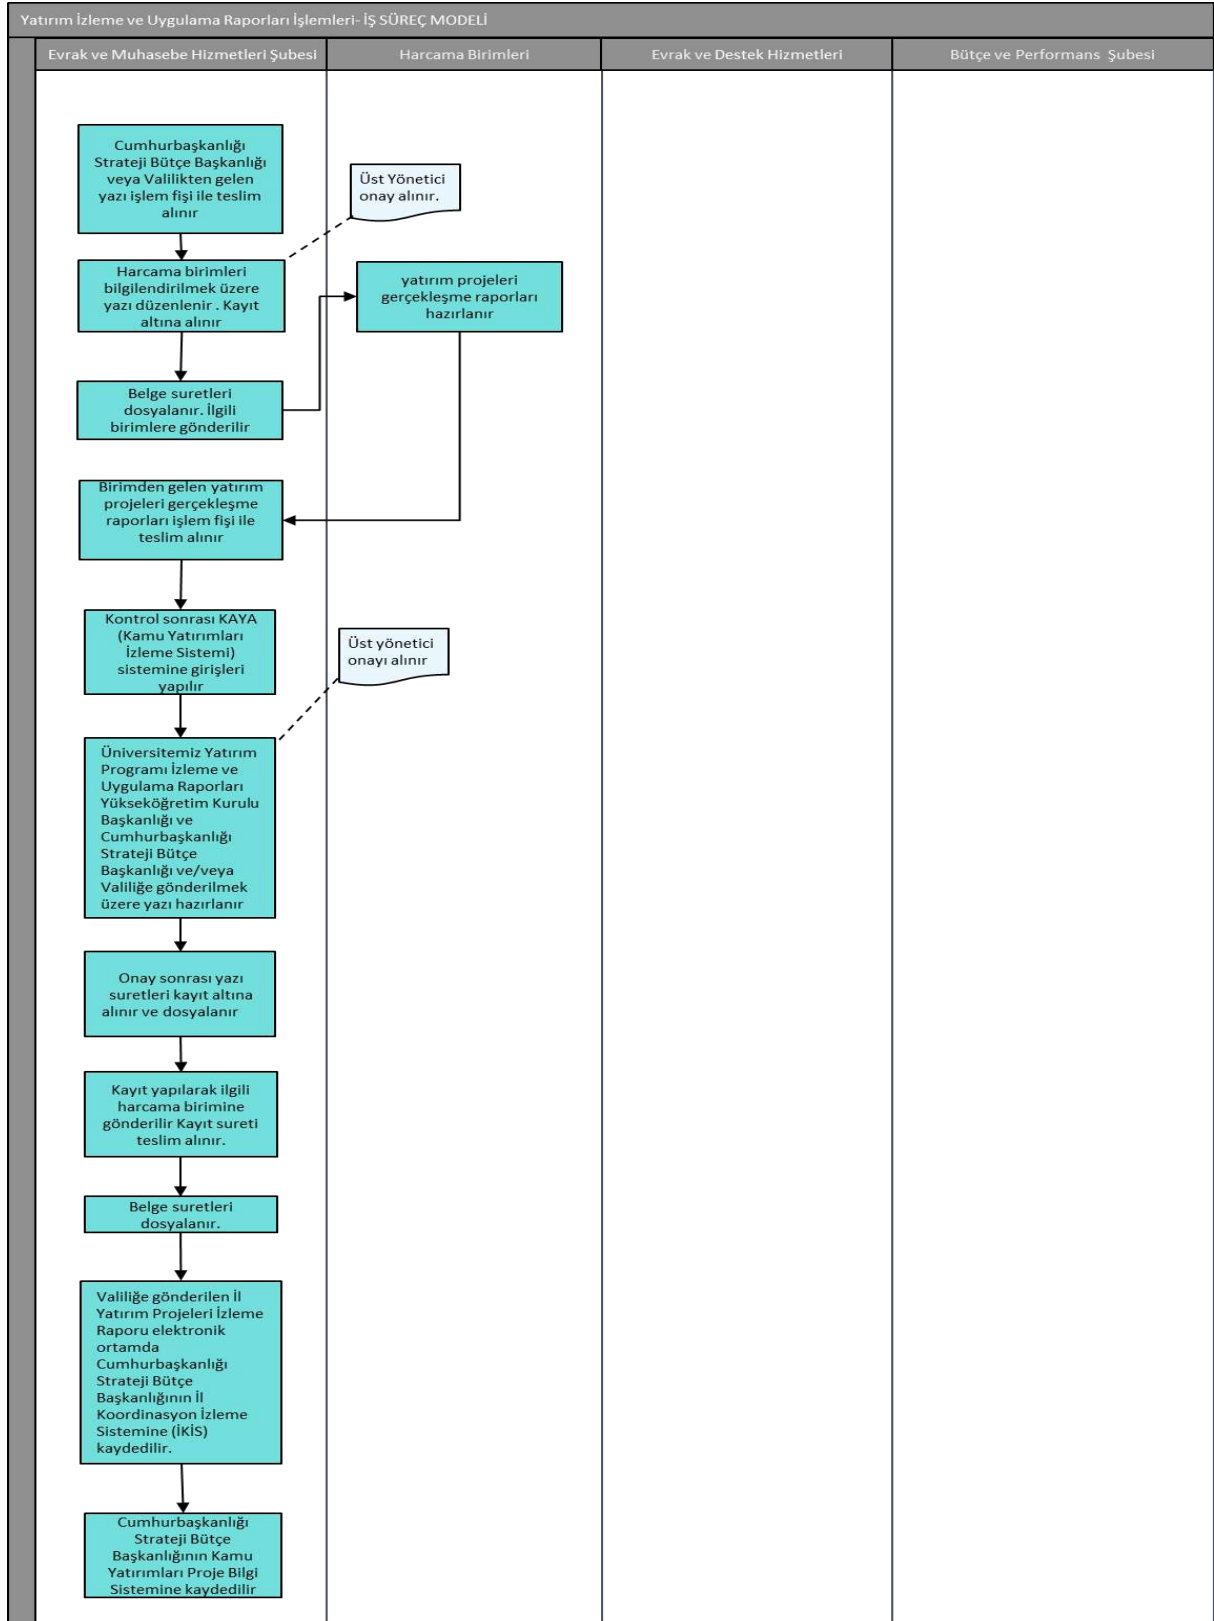 Yatırım İzleme ve Uygulama Raporları İşlemleri- İŞ SÜREÇ MODELİ
Evrak ve Muhasebe Hizmetleri Şubesi
Harcama Birimleri
Evrak ve Destek Hizmetleri
Bütçe ve Performans Şubesi
Cumhurbaşkanlığı
Strateji Bütçe Başkanlığı
veya Valilikten gelen
yazı işlem fişi ile teslim
alınır
Üst Yönetici
onay alınır.
Harcama birimleri
bilgilendirilmek üzere
yazı düzenlenir . Kayıt
altına alınır
yatırım projeleri
gerçekleşme raporları
hazırlanır
Belge suretleri
dosyalanır. İlgili
birimlere gönderilir
Birimden gelen yatırım
projeleri gerçekleşme
raporları işlem fişi ile
teslim alınır
Kontrol sonrası KAYA
(Kamu Yatırımları
İzleme Sistemi)
sistemine girişleri
yapılır
Üst yönetici
onayı alınır
Üniversitemiz Yatırım
Programı İzleme ve
Uygulama Raporları
Yükseköğretim Kurulu
Başkanlığı ve
Cumhurbaşkanlığı
Strateji Bütçe
Başkanlığı ve/veya
Valiliğe gönderilmek
üzere yazı hazırlanır
Onay sonrası yazı
suretleri kayıt altına
alınır ve dosyalanır
Kayıt yapılarak ilgili
harcama birimine
gönderilir Kayıt sureti
teslim alınır.
Belge suretleri
dosyalanır.
Valiliğe gönderilen İl
Yatırım Projeleri İzleme
Raporu elektronik
ortamda
Cumhurbaşkanlığı
Strateji Bütçe
Başkanlığının İl
Koordinasyon İzleme
Sistemine (İKİS)
kaydedilir.
Cumhurbaşkanlığı
Strateji Bütçe
Başkanlığının Kamu
Yatırımları Proje Bilgi
Sistemine kaydedilir